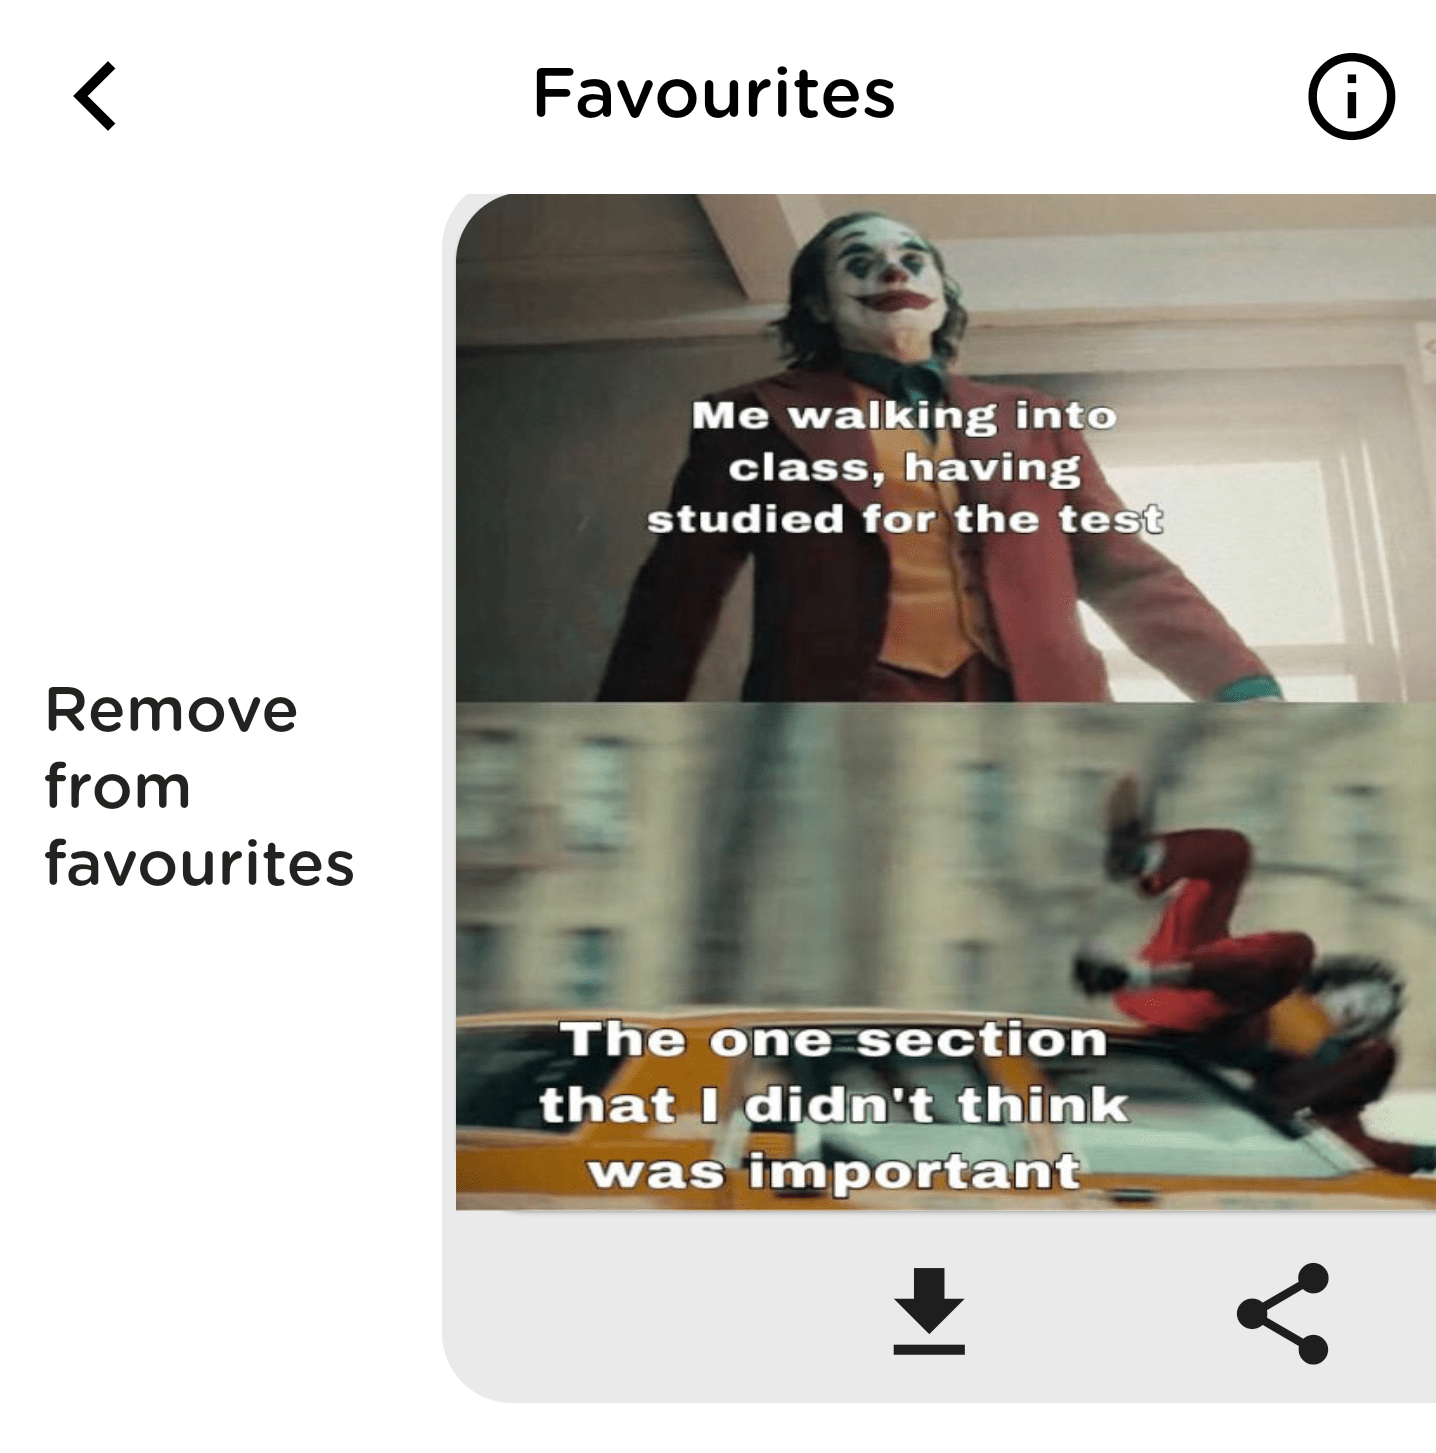 Favourites
Me walking into
class, having
studied for the test
Remove
from
favourites
The one section
that I didn't think
was important